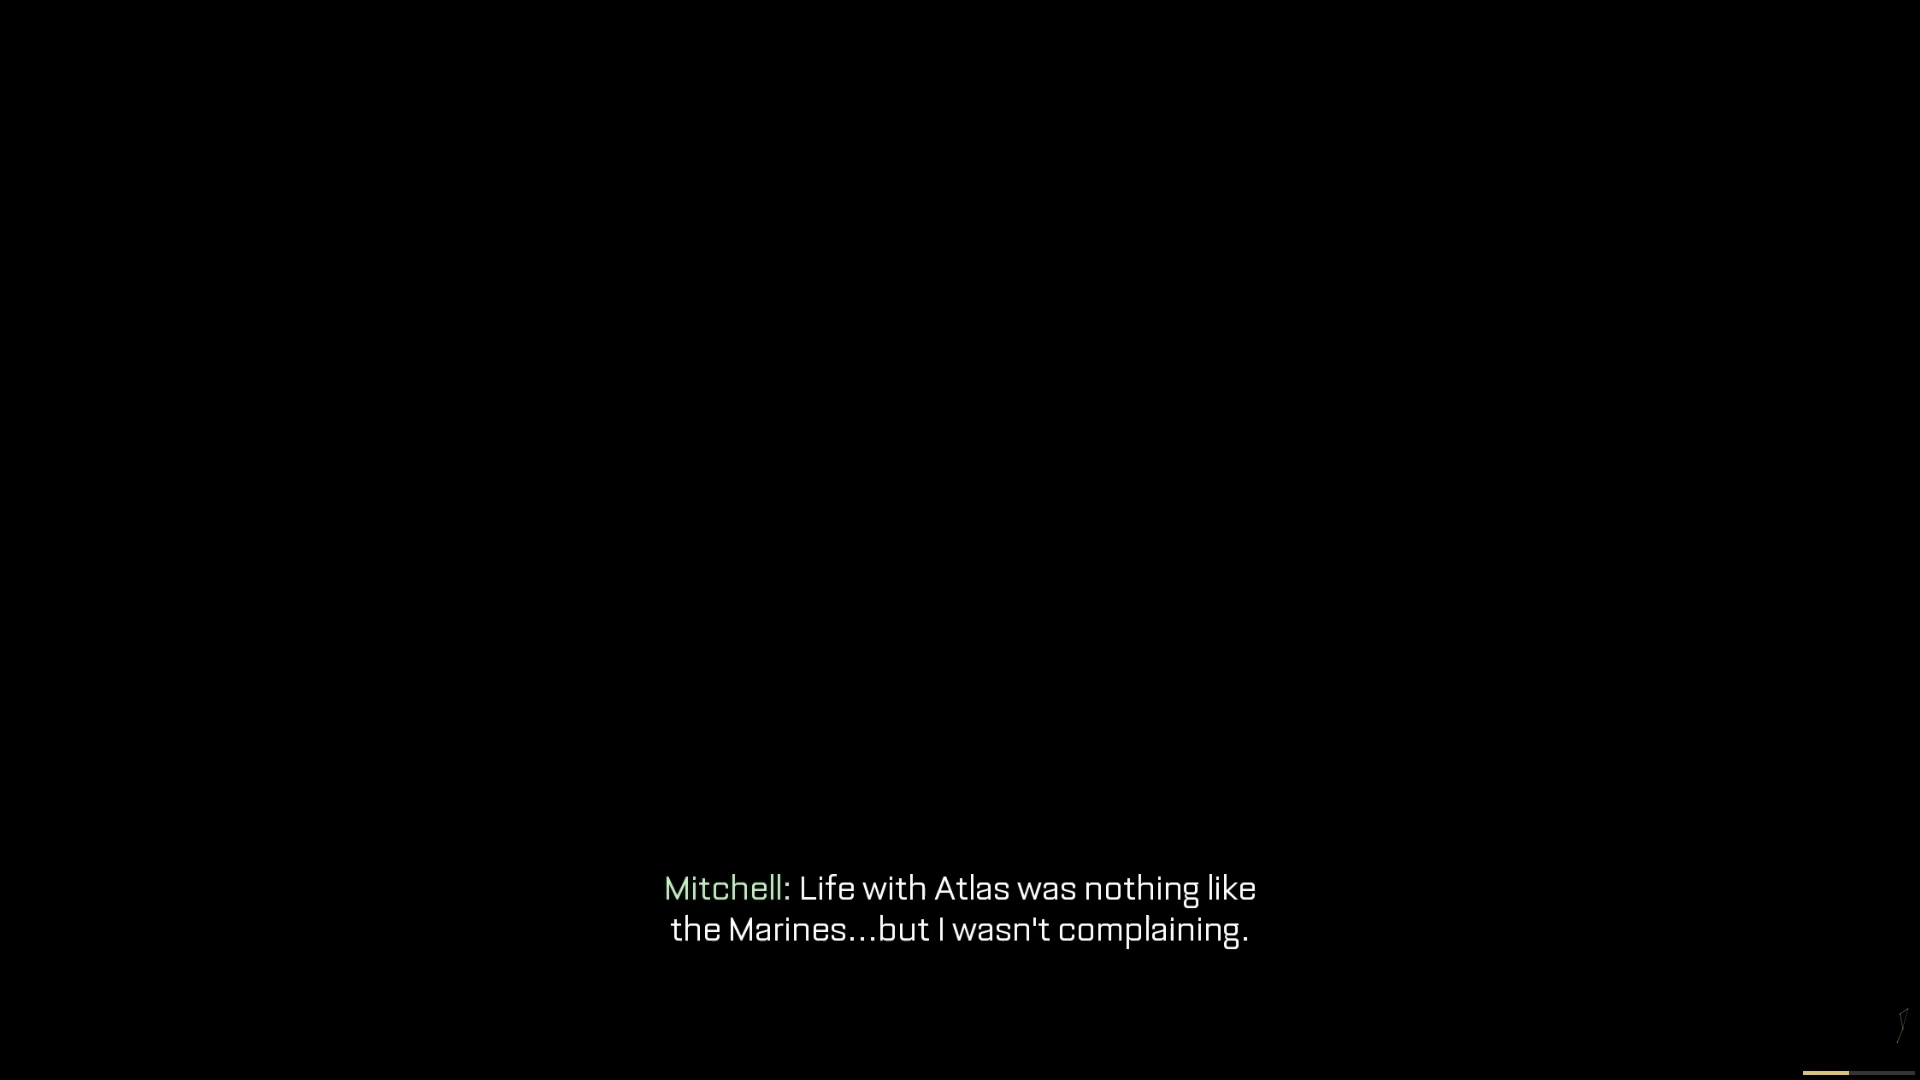 Mitchell: Life with Atlas was nothing like
the Marines...but I wasn't complaining.